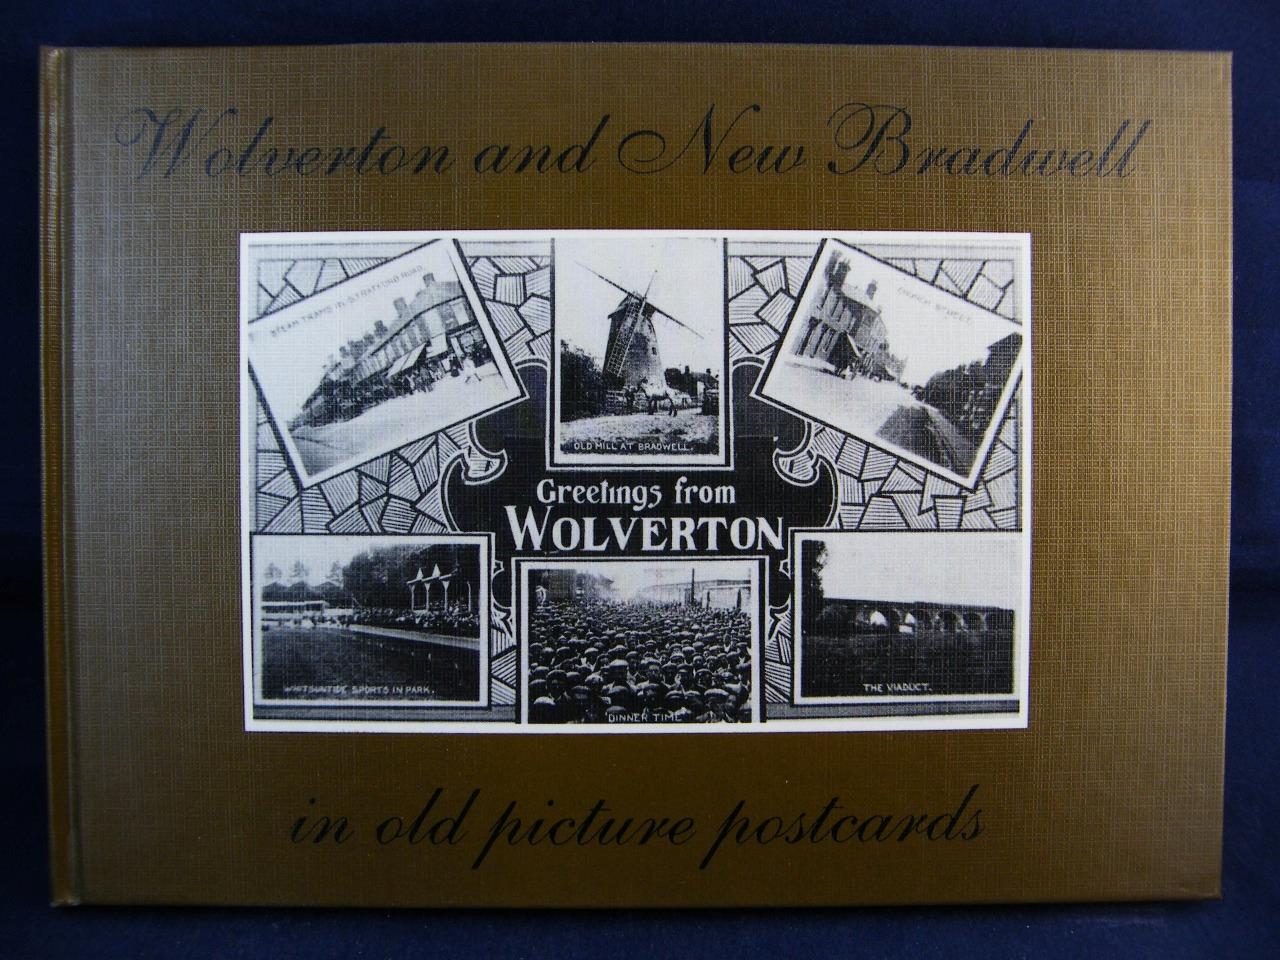 Wolverton and New Bradwell
STEAM TRAMS IN STRATFORD ROAD.
OLD MILL AT BRADWELL.
CHURCH STREET.
Greetings from
WOLVERTON
WHITSUNTIDE SPORTS IN PARK.
"DINNER TIME"
THE VIADUCT.
in old picture postcards